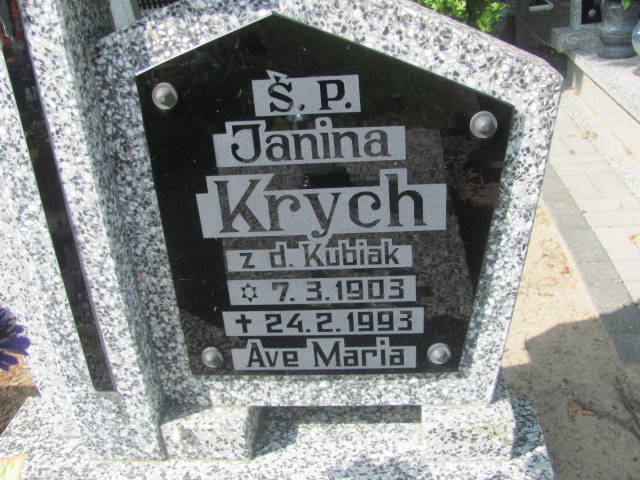 Ś. P.
Janina
Krych
z d. Kubiak
✡ 7.3.1903
✝ 24.2.1993
Ave Maria